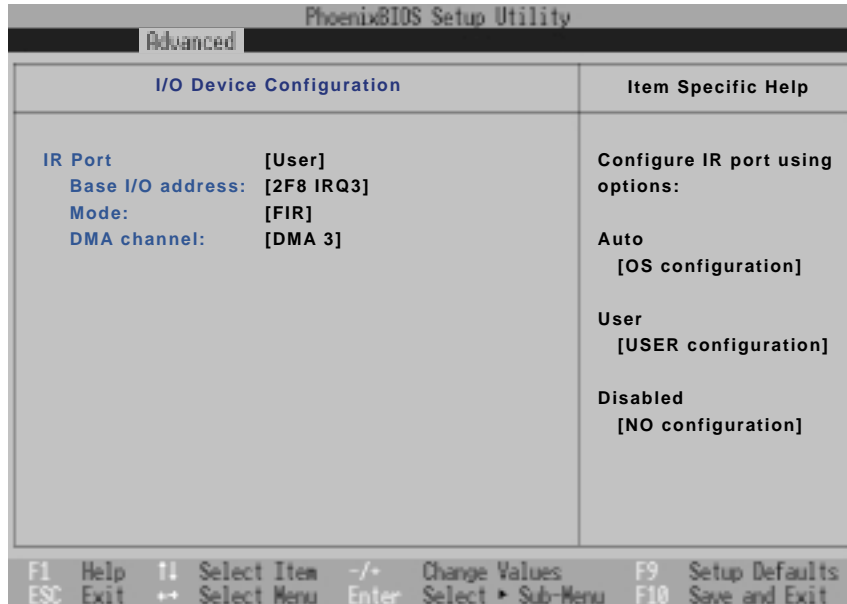 PhoenixBIOS Setup Utility
Advanced
I/O Device Configuration
Item Specific Help
IR Port [User]
Base I/O address: [2F8 IRQ3]
Mode: [FIR]
DMA channel: [DMA 3]
Configure IR port using
options:
Auto
[OS configuration]
User
[USER configuration]
Disabled
[NO configuration]
F1 Help ↑↓ Select Item -/+ Change Values F9 Setup Defaults
ESC Exit ←→ Select Menu Enter Select ▶ Sub-Menu F10 Save and Exit